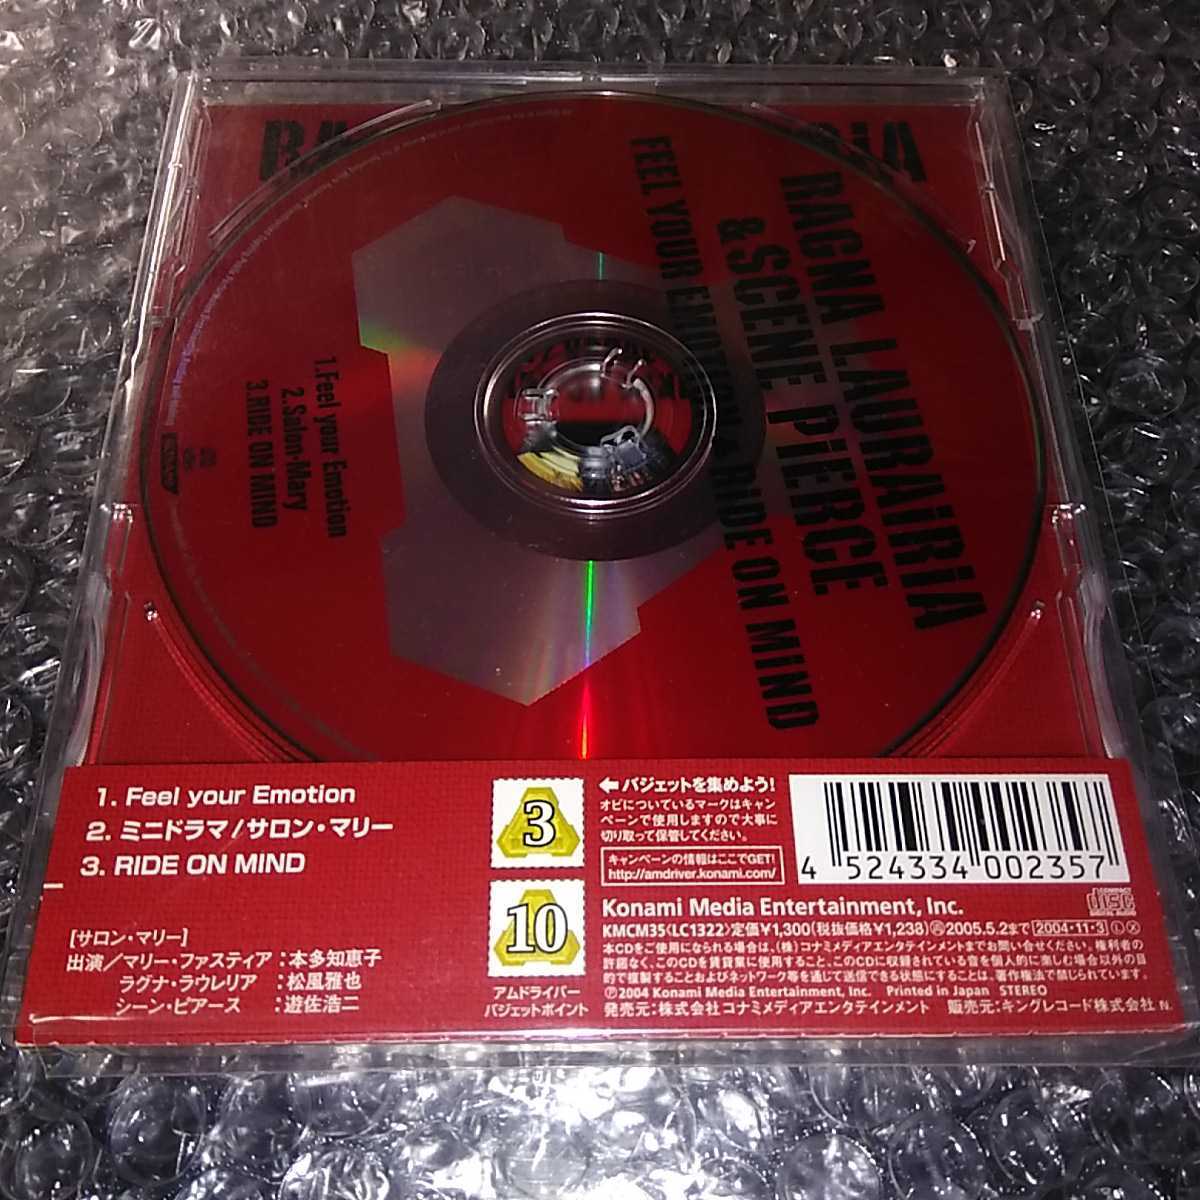 RAGNA LAURAiRiA
&SCENE PiERCE
FEEL YOUR EMOTION & RiDE ON MIND
1.Feel your Emotion
2.Salon-Mary
3.RIDE ON MIND
1. Feel your Emotion
2. ミニドラマ/サロン・マリー
3. RIDE ON MIND
[サロン・マリー]
出演/マリー・ファスティア :本多知恵子
ラグナ・ラウレリア :松風雅也
シーン・ピアース :遊佐浩二
3
10
アムドライバー
バジェットポイント
←バジェットを集めよう!
オビについているマークはキャン
ペーンで使用しますので大事に
切り取って保管してください。
キャンペーンの情報はここでGET!
http://amdriver.konami.com/
4 524334 002357
COMPACT
disc
DIGITAL AUDIO
Konami Media Entertainment, Inc.
KMCM35<LC1322>定価¥1,300(税抜価格¥1,238)再2005.5.2まで 2004・11・3 L X
本CDをご使用になられる場合は、(株)コナミメディアエンタテインメントまでお問い合せください。権利者の
許諾なく、このCDを賃貸業に使用すること、このCDに収録されている音を個人的に楽しむ場合以外の目
的で複製することおよびネットワーク等を通じて送信できる状態にすることは、著作権法で禁じられています。
℗2004 Konami Media Entertainment, Inc. Printed in Japan STEREO
発売元:株式会社コナミメディアエンタテインメント 販売元:キングレコード株式会社 N.